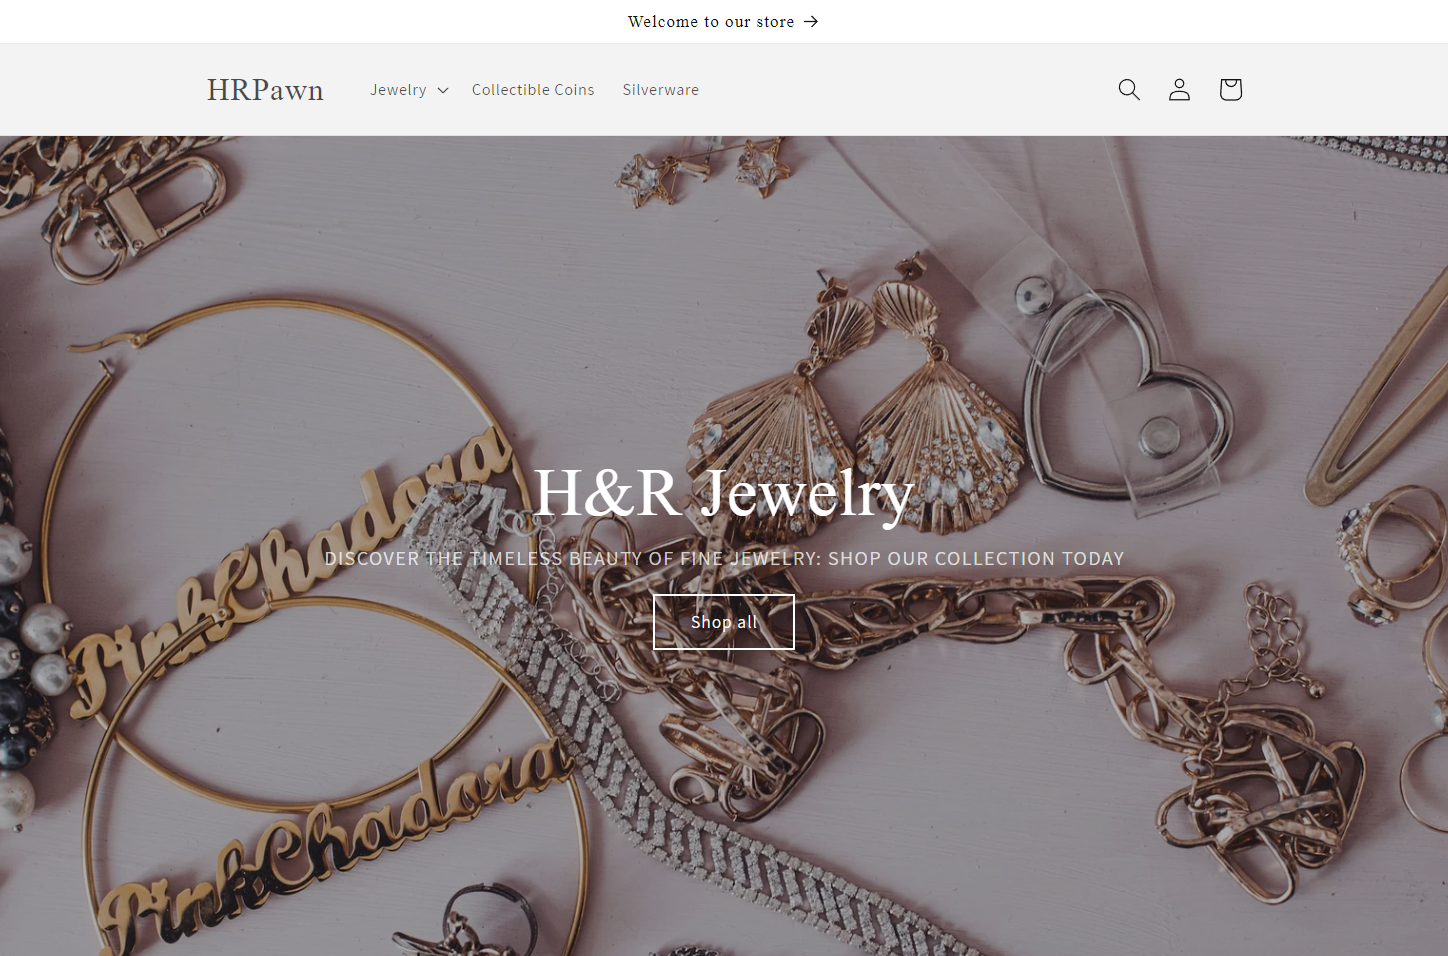 Welcome to our store →
HRPawn
Jewelry
Collectible Coins
Silverware
PinkChadora
H&R Jewelry
DISCOVER THE TIMELESS BEAUTY OF FINE JEWELRY: SHOP OUR COLLECTION TODAY
Shop all
PinkChadora